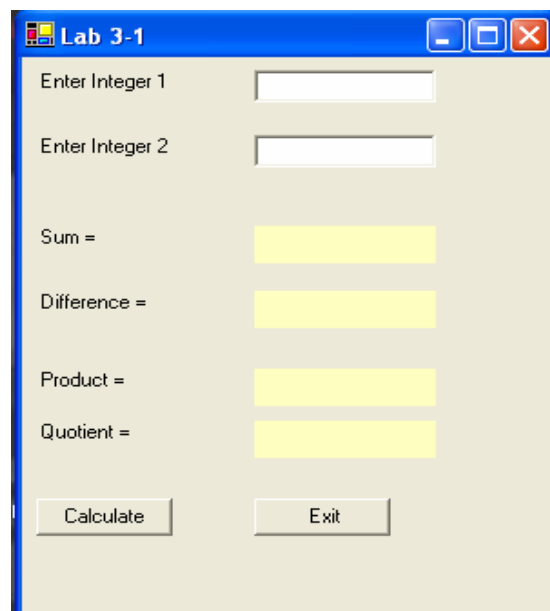 Lab 3-1
Enter Integer 1
Enter Integer 2
Sum =
Difference =
Product =
Quotient =
Calculate Exit